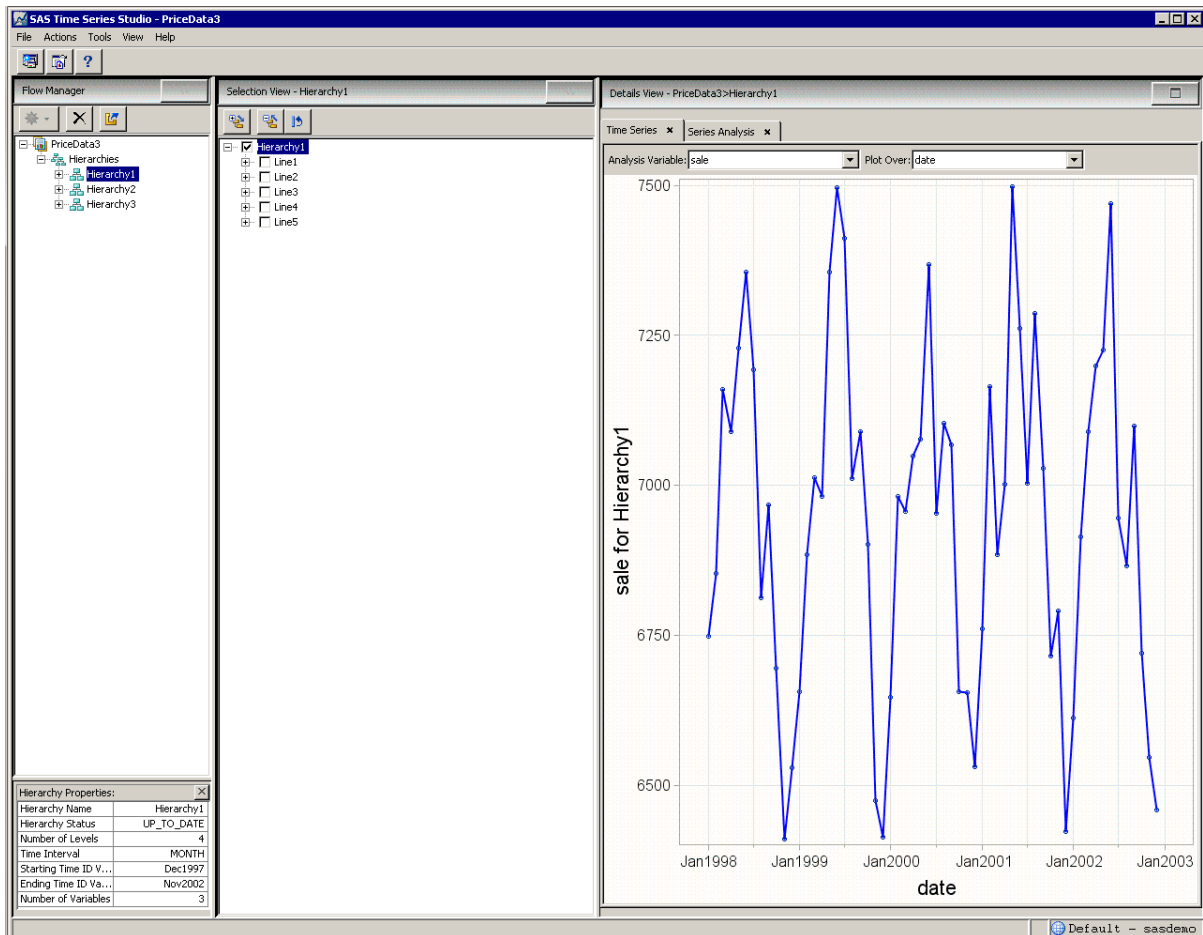 SAS Time Series Studio - PriceData3
File Actions Tools View Help
?
Flow Manager
PriceData3
Hierarchies
Hierarchy1
Hierarchy2
Hierarchy3
Hierarchy Properties:
Hierarchy Name Hierarchy1
Hierarchy Status UP_TO_DATE
Number of Levels 4
Time Interval MONTH
Starting Time ID V... Dec1997
Ending Time ID Va... Nov2002
Number of Variables 3
Selection View - Hierarchy1
Hierarchy1
Line1
Line2
Line3
Line4
Line5
Details View - PriceData3>Hierarchy1
Time Series Series Analysis
Analysis Variable: sale Plot Over: date
7500
7250
7000
6750
6500
sale for Hierarchy1
Jan1998 Jan1999 Jan2000 Jan2001 Jan2002 Jan2003
date
Default - sasdemo